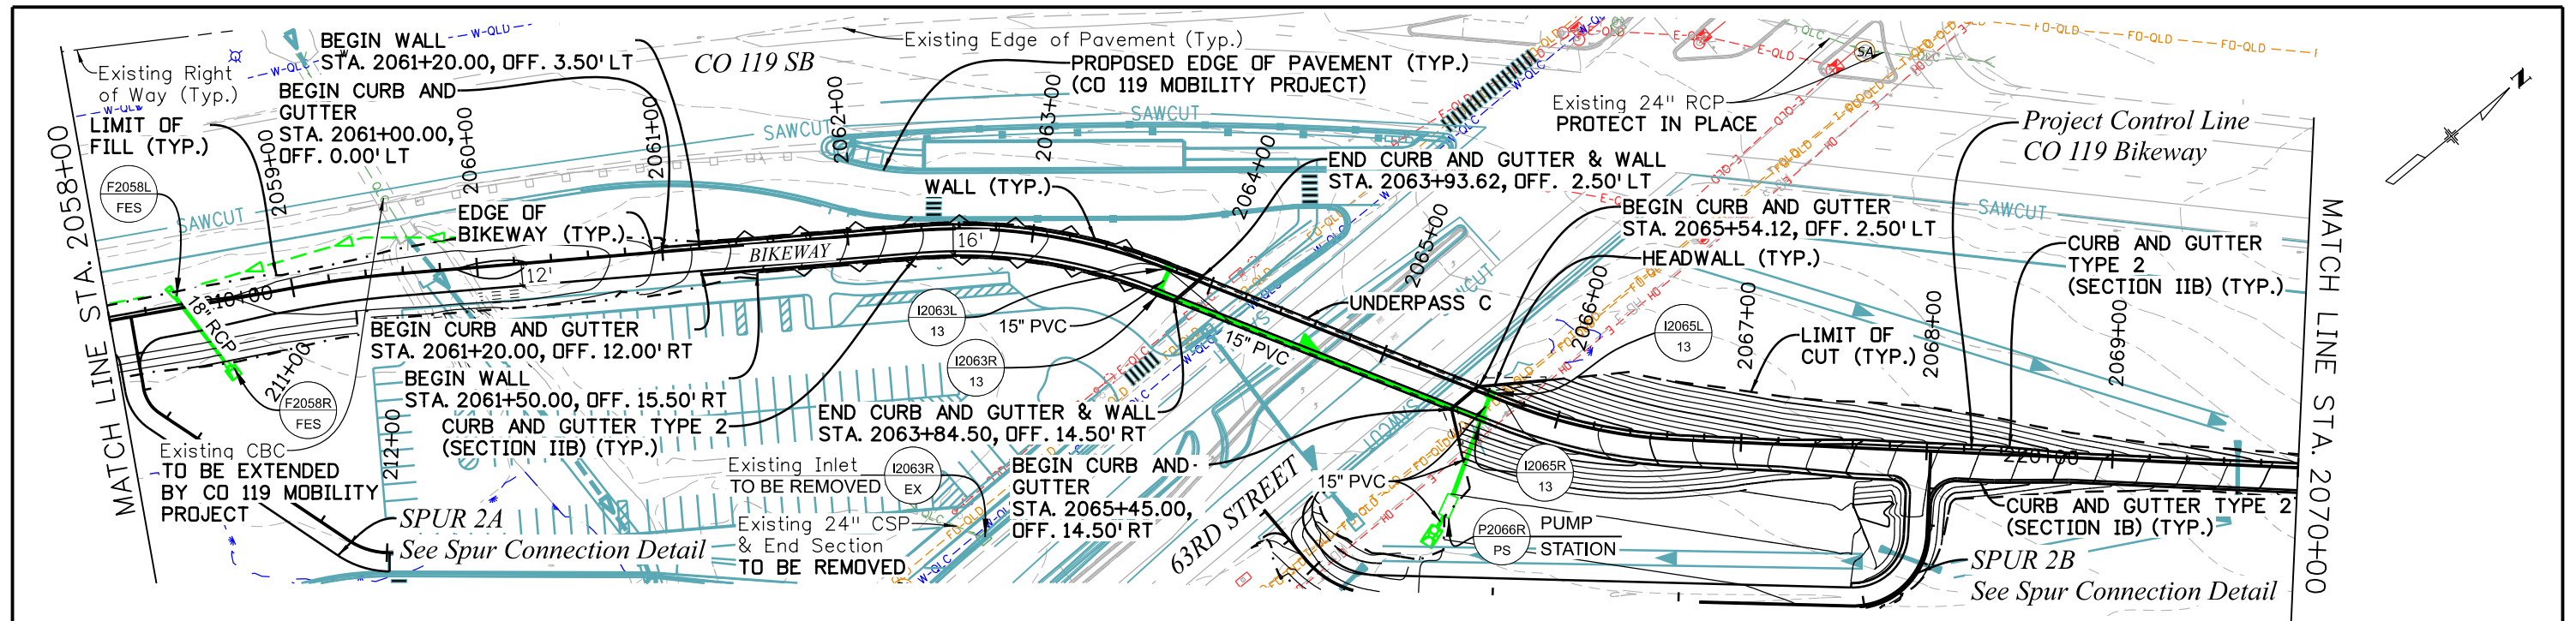 BEGIN WALL
STA. 2061+20.00, OFF. 3.50' LT
W-QLD
CO 119 SB
Existing Edge of Pavement (Typ.)
PROPOSED EDGE OF PAVEMENT (TYP.)
(CO 119 MOBILITY PROJECT)
Existing Right
of Way (Typ.)
BEGIN CURB AND
GUTTER
STA. 2061+00.00,
OFF. 0.00' LT
LIMIT OF
FILL (TYP.)
Existing 24" RCP
PROTECT IN PLACE
SA
Project Control Line
CO 119 Bikeway
N
SAWCUT
SAWCUT
SAWCUT
SAWCUT
MATCH LINE STA. 2058+00
2059+00
2060+00
2061+00
2062+00
2063+00
2064+00
2065+00
2066+00
2067+00
2068+00
2069+00
MATCH LINE STA. 2070+00
F2058L
FES
EDGE OF
BIKEWAY (TYP.)
WALL (TYP.)
END CURB AND GUTTER & WALL
STA. 2063+93.62, OFF. 2.50' LT
BEGIN CURB AND GUTTER
STA. 2065+54.12, OFF. 2.50' LT
HEADWALL (TYP.)
CURB AND GUTTER
TYPE 2
(SECTION IIB) (TYP.)
BIKEWAY
16'
12'
18" RCP
211+00
212+00
UNDERPASS C
I2063L
13
15" PVC
I2063R
13
15" PVC
I2065L
13
LIMIT OF
CUT (TYP.)
BEGIN CURB AND GUTTER
STA. 2061+20.00, OFF. 12.00' RT
BEGIN WALL
STA. 2061+50.00, OFF. 15.50' RT
CURB AND GUTTER TYPE 2
(SECTION IIB) (TYP.)
END CURB AND GUTTER & WALL
STA. 2063+84.50, OFF. 14.50' RT
F2058R
FES
Existing CBC
TO BE EXTENDED
BY CO 119 MOBILITY
PROJECT
SPUR 2A
See Spur Connection Detail
Existing Inlet
TO BE REMOVED
I2063R
EX
Existing 24" CSP
& End Section
TO BE REMOVED
BEGIN CURB AND
GUTTER
STA. 2065+45.00,
OFF. 14.50' RT
63RD STREET
15" PVC
I2065R
13
P2066R
PS
PUMP
STATION
220+00
CURB AND GUTTER TYPE 2
(SECTION IB) (TYP.)
SPUR 2B
See Spur Connection Detail